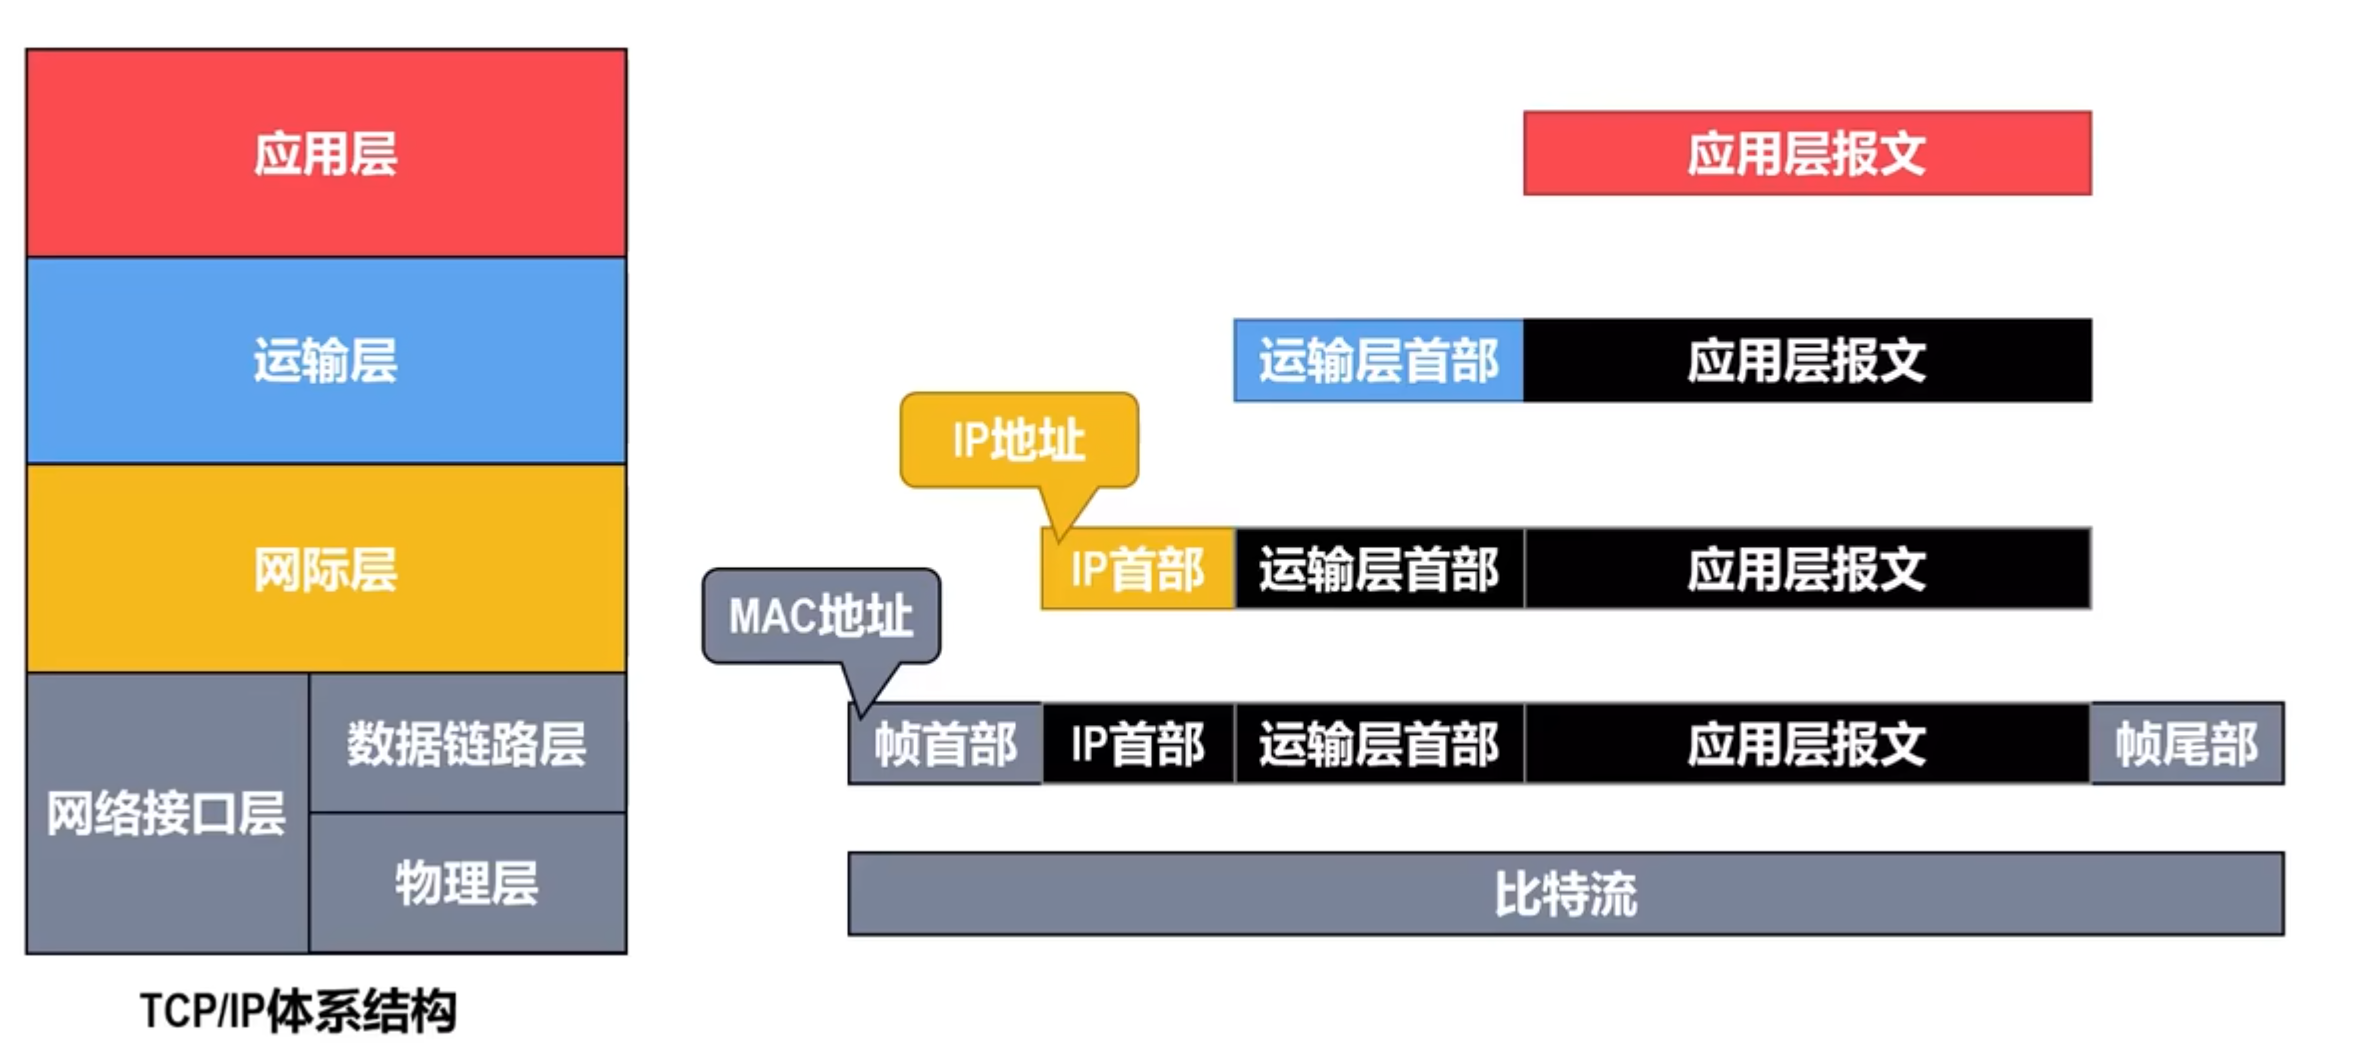 应用层
应用层报文
运输层
运输层首部 应用层报文
IP地址
网际层
IP首部 运输层首部 应用层报文
MAC地址
网络接口层
数据链路层
帧首部 IP首部 运输层首部 应用层报文 帧尾部
物理层
比特流
TCP/IP体系结构